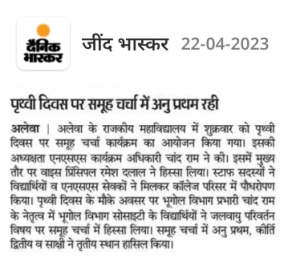 दैनिक
भास्कर
जींद भास्कर 22-04-2023
पृथ्वी दिवस पर समूह चर्चा में अनु प्रथम रही
अलेवा | अलेवा के राजकीय महाविद्यालय में शुक्रवार को पृथ्वी
दिवस पर समूह चर्चा कार्यक्रम का आयोजन किया गया। इसकी
अध्यक्षता एनएसएस कार्यक्रम अधिकारी चांद राम ने की। इसमें मुख्य
तौर पर वाइस प्रिंसिपल रमेश दलाल ने हिस्सा लिया। स्टाफ सदस्यों ने
विद्यार्थियों व एनएसएस सेवकों ने मिलकर कॉलेज परिसर में पौधरोपण
किया। पृथ्वी दिवस के मौके अवसर पर भूगोल विभाग प्रभारी चांद राम
के नेतृत्व में भूगोल विभाग सोसाइटी के विद्यार्थियों ने जलवायु परिवर्तन
विषय पर समूह चर्चा में हिस्सा लिया। समूह चर्चा में अनु प्रथम, कीर्ति
द्वितीय व साक्षी ने तृतीय स्थान हासिल किया।